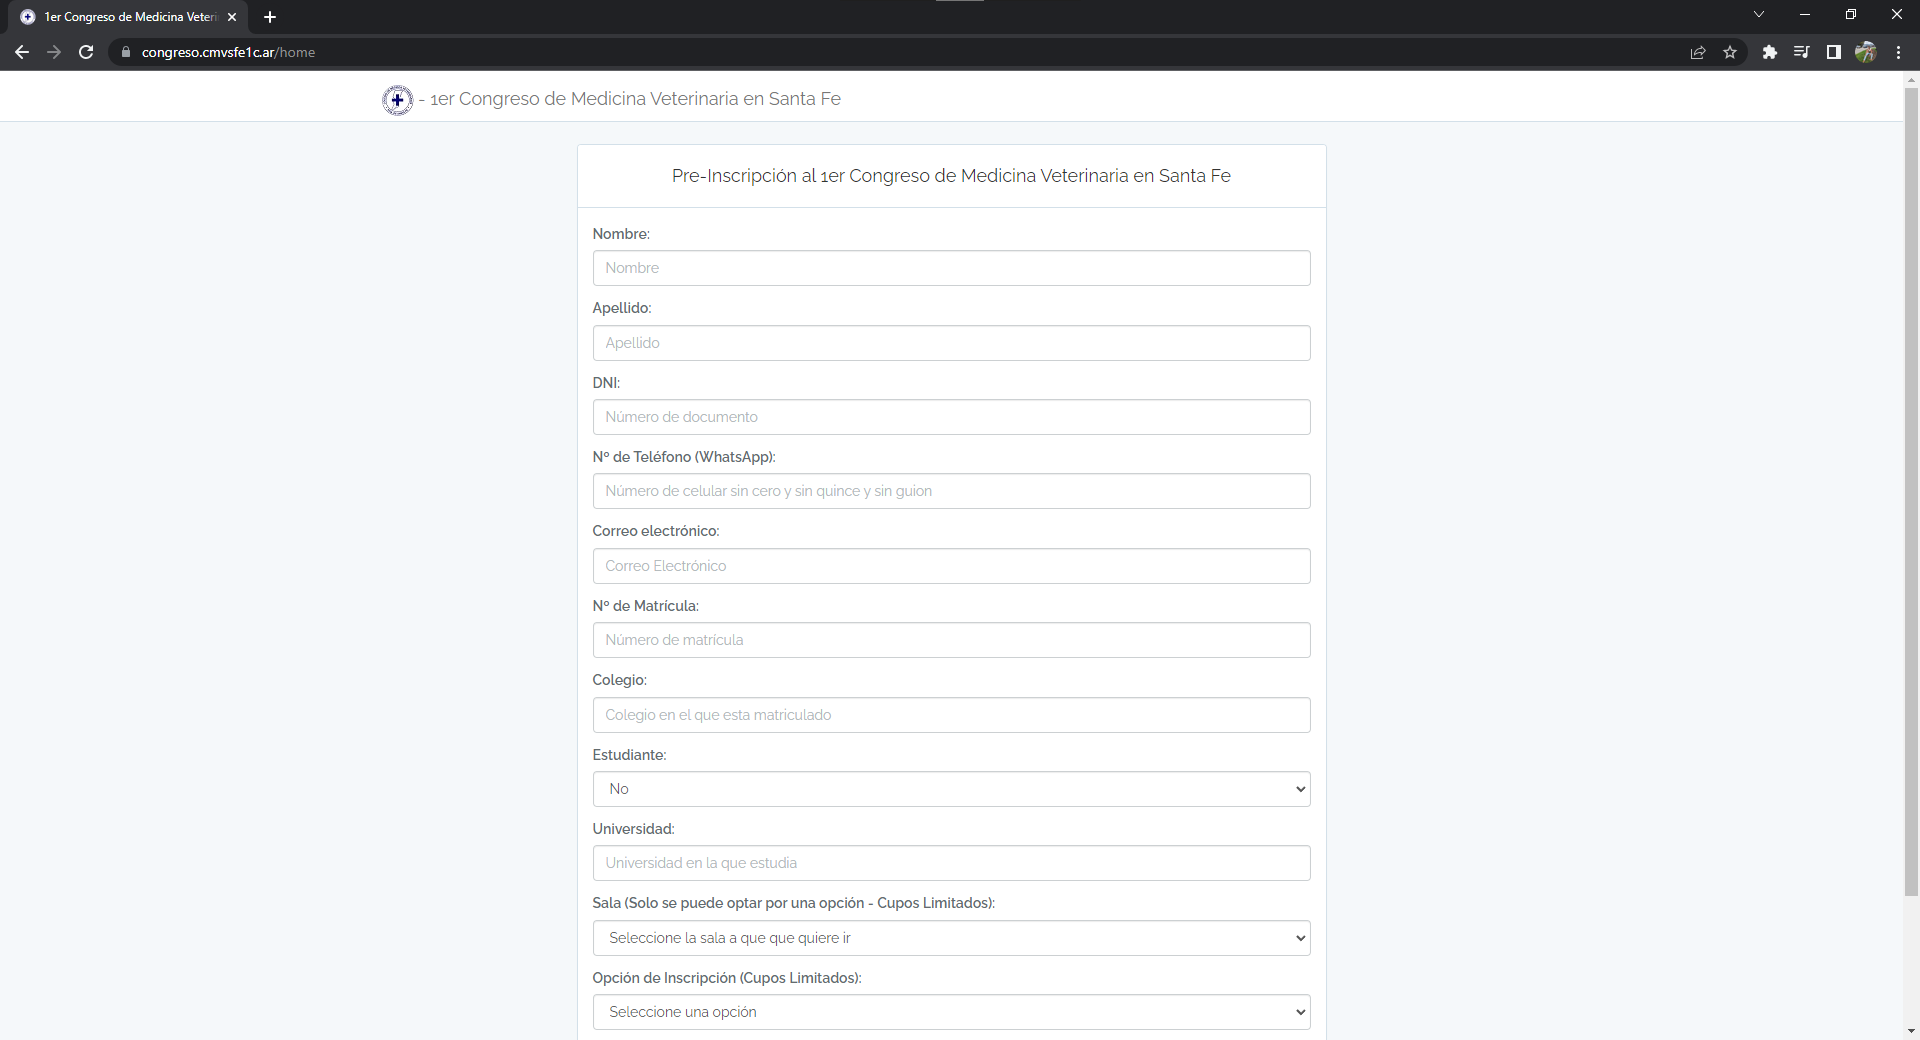 1er Congreso de Medicina Veteri
congreso.cmvsfe1c.ar/home
- 1er Congreso de Medicina Veterinaria en Santa Fe
Pre-Inscripción al 1er Congreso de Medicina Veterinaria en Santa Fe
Nombre:
Nombre
Apellido:
Apellido
DNI:
Número de documento
Nº de Teléfono (WhatsApp):
Número de celular sin cero y sin quince y sin guion
Correo electrónico:
Correo Electrónico
Nº de Matrícula:
Número de matrícula
Colegio:
Colegio en el que esta matriculado
Estudiante:
No
Universidad:
Universidad en la que estudia
Sala (Solo se puede optar por una opción - Cupos Limitados):
Seleccione la sala a que que quiere ir
Opción de Inscripción (Cupos Limitados):
Seleccione una opción